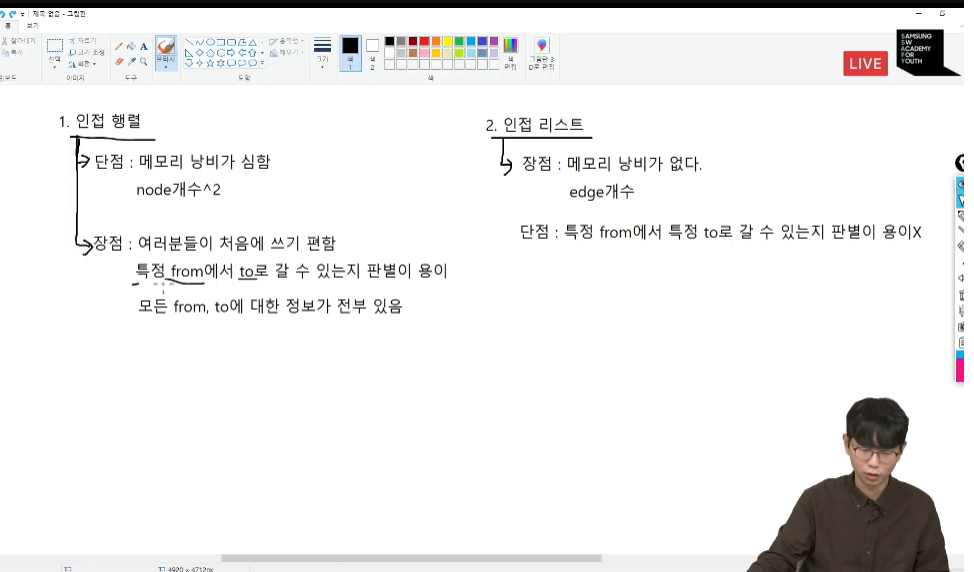 제목 없음 - 그림판
홈 보기
잘라내기
복사
선택
자르기
크기 조정
회전
이미지
A
도구
브러시
윤곽선
채우기
도형
크기
색
1
색
2
색
편집
그림판 3
D로 편집
색
LIVE
SAMSUNG
SW
ACADEMY
FOR
YOUTH
1. 인접 행렬
단점 : 메모리 낭비가 심함
node개수^2
장점 : 여러분들이 처음에 쓰기 편함
특정 from에서 to로 갈 수 있는지 판별이 용이
모든 from, to에 대한 정보가 전부 있음
2. 인접 리스트
장점 : 메모리 낭비가 없다.
edge개수
단점 : 특정 from에서 특정 to로 갈 수 있는지 판별이 용이X
4920 × 4712px